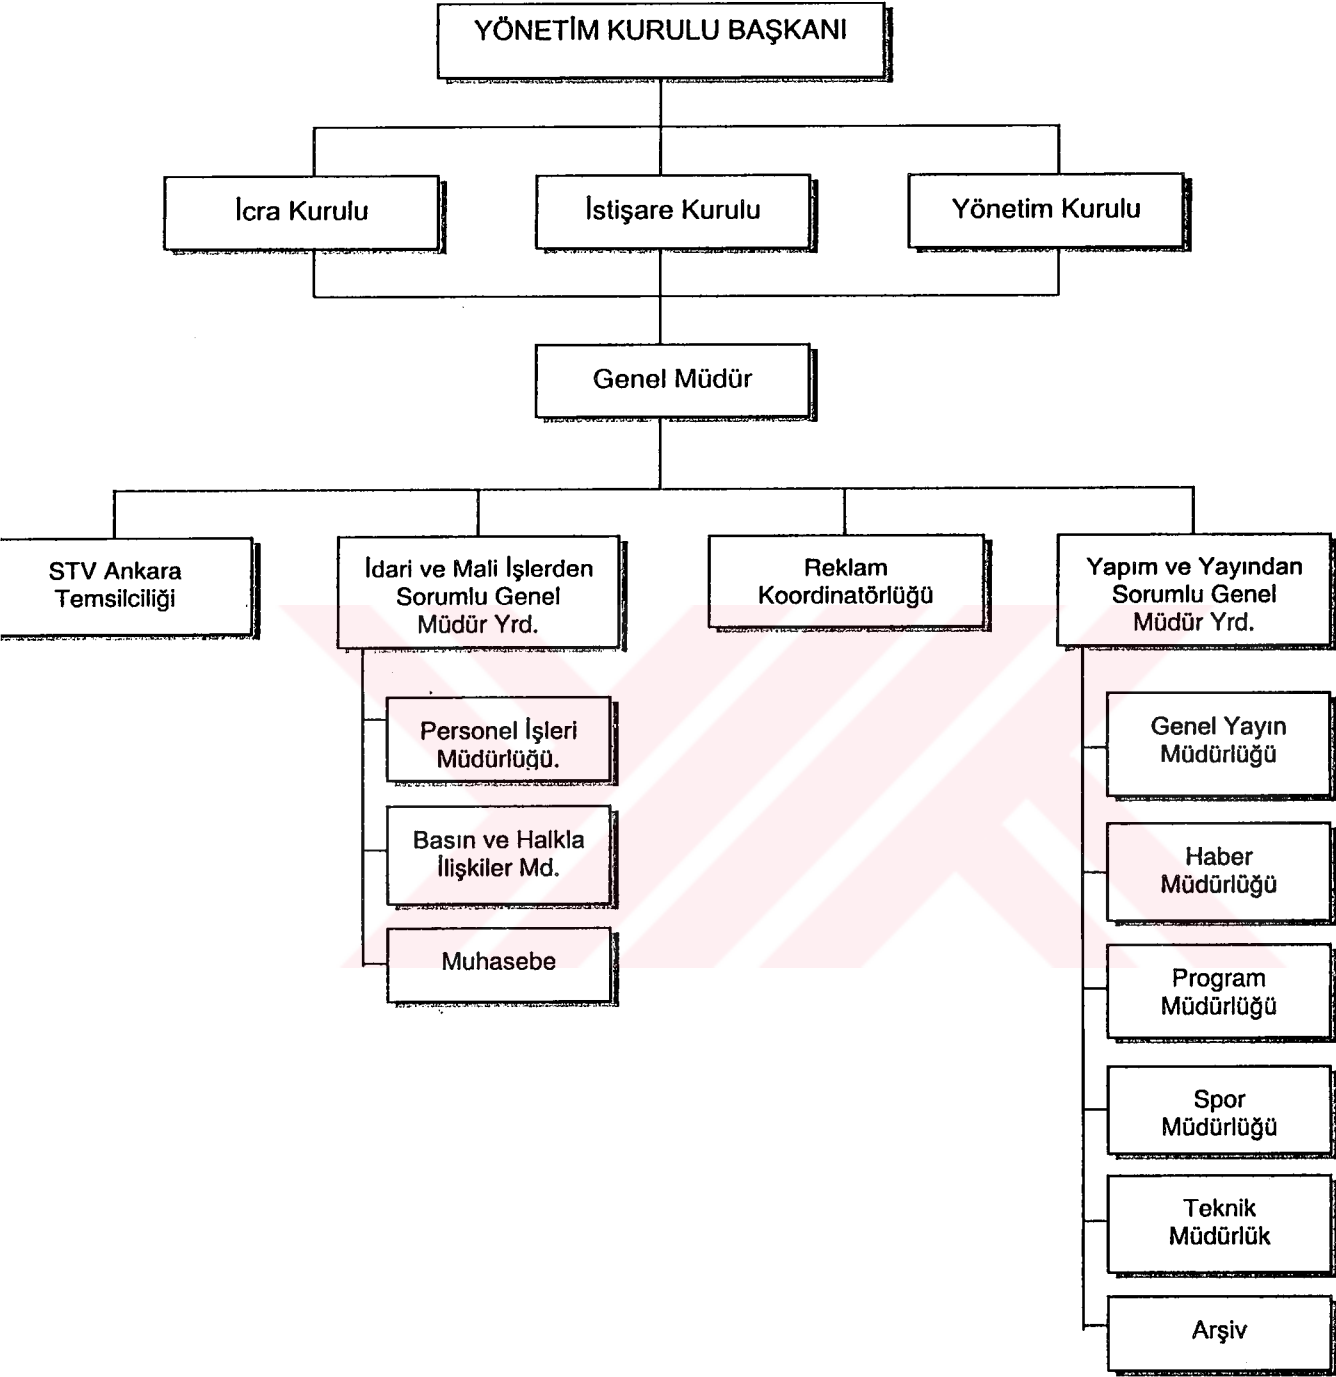 YÖNETİM KURULU BAŞKANI
İcra Kurulu
İstişare Kurulu
Yönetim Kurulu
Genel Müdür
STV Ankara
Temsilciliği
İdari ve Mali İşlerden
Sorumlu Genel
Müdür Yrd.
Reklam
Koordinatörlüğü
Yapım ve Yayından
Sorumlu Genel
Müdür Yrd.
Personel İşleri
Müdürlüğü.
Basın ve Halkla
İlişkiler Md.
Muhasebe
Genel Yayın
Müdürlüğü
Haber
Müdürlüğü
Program
Müdürlüğü
Spor
Müdürlüğü
Teknik
Müdürlük
Arşiv